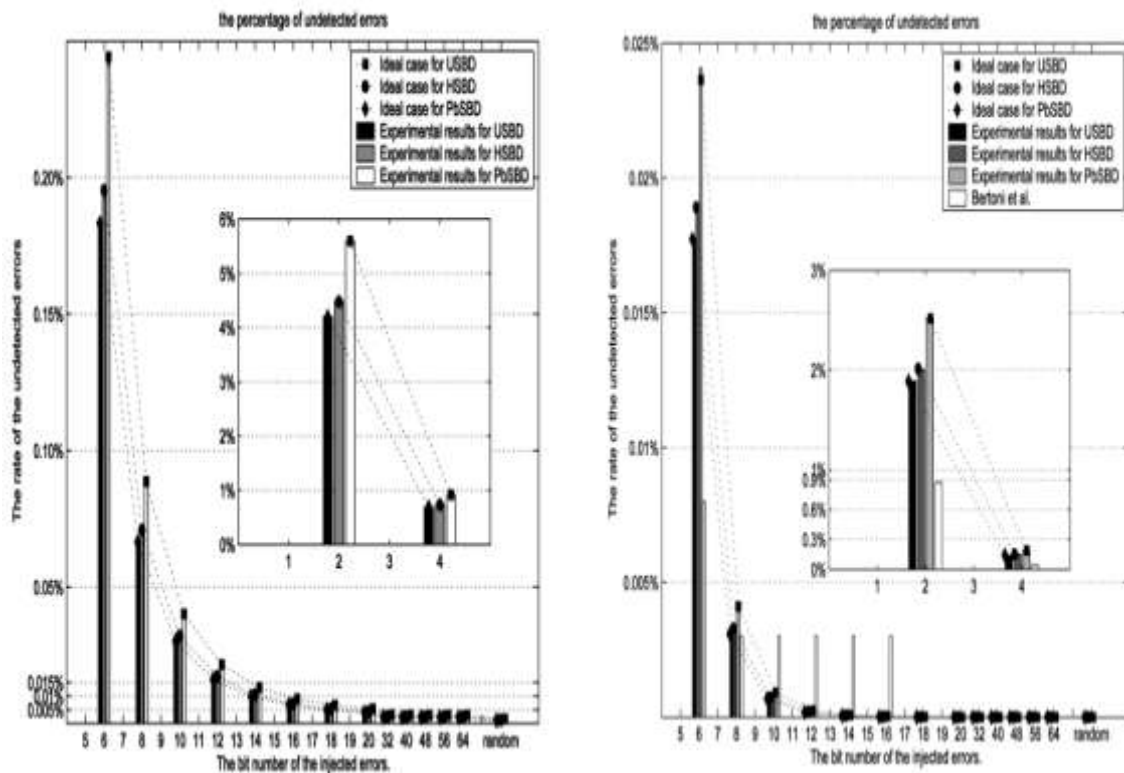 the percentage of undetected errors
Ideal case for USBD
Ideal case for HSBD
Ideal case for PbSBD
Experimental results for USBD
Experimental results for HSBD
Experimental results for PbSBD
The rate of the undetected errors
0.20%
0.15%
0.10%
0.05%
0.015%
0.01%
0.005%
6%
5%
4%
3%
2%
1%
0%
1 2 3 4
5 6 7 8 9 10 11 12 13 14 15 16 17 18 19 20 32 40 48 56 64 random
The bit number of the injected errors.
the percentage of undetected errors
Ideal case for USBD
Ideal case for HSBD
Ideal case for PbSBD
Experimental results for USBD
Experimental results for HSBD
Experimental results for PbSBD
Bertoni et al.
The rate of the undetected errors
0.025%
0.02%
0.015%
0.01%
0.005%
3%
2%
1%
0.9%
0.6%
0.3%
0%
1 2 3 4
5 6 7 8 9 10 11 12 13 14 15 16 17 18 19 20 32 40 48 56 64 random
The bit number of the injected errors.